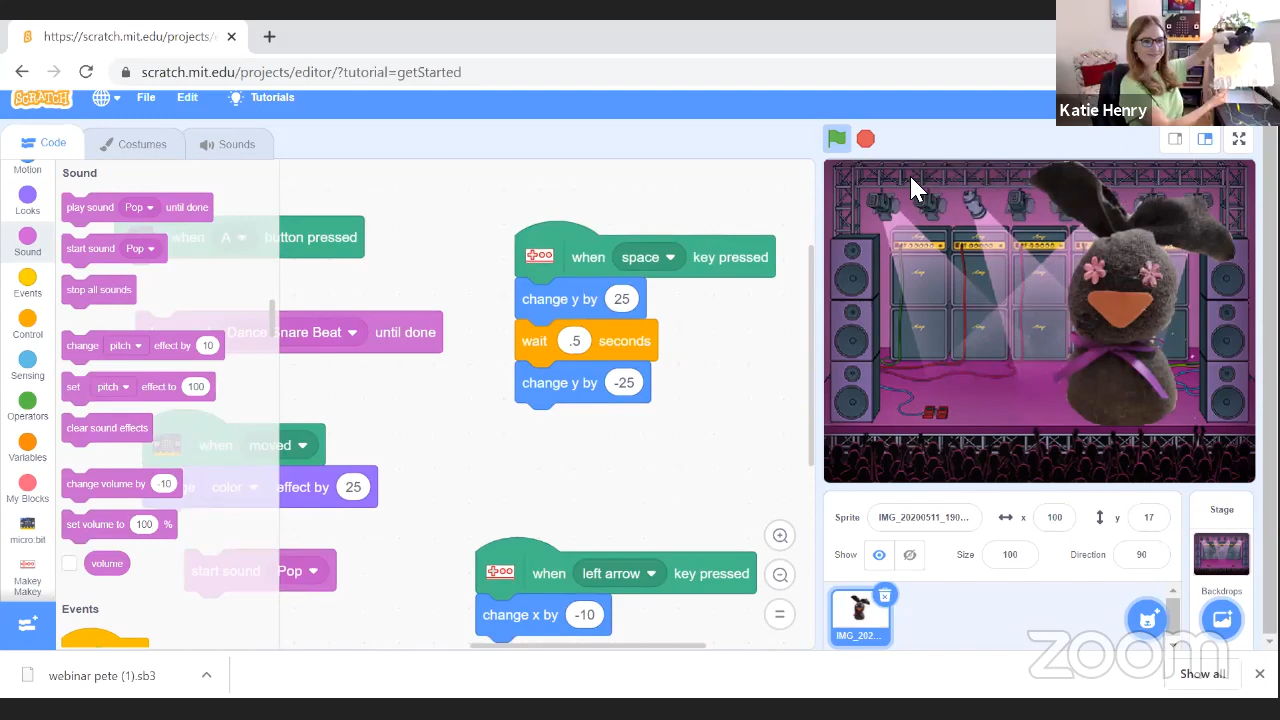 https://scratch.mit.edu/projects/
scratch.mit.edu/projects/editor/?tutorial=getStarted
SCRATCH File Edit Tutorials
Katie Henry
Code Costumes Sounds
Motion
Looks
Sound
Events
Control
Sensing
Operators
Variables
My Blocks
micro:bit
Makey
Makey
Sound
play sound Pop until done
start sound Pop
stop all sounds
change pitch effect by 10
set pitch effect to 100
clear sound effects
change volume by -10
set volume to 100 %
volume
Events
when A button pressed
Dance Snare Beat until done
when moved
color effect by 25
start sound Pop
when space key pressed
change y by 25
wait .5 seconds
change y by -25
when left arrow key pressed
change x by -10
Sprite IMG_20200511_190... x 100 y 17
Show Size 100 Direction 90
IMG_202...
Stage
Backdrops
zoom
webinar pete (1).sb3
Show all